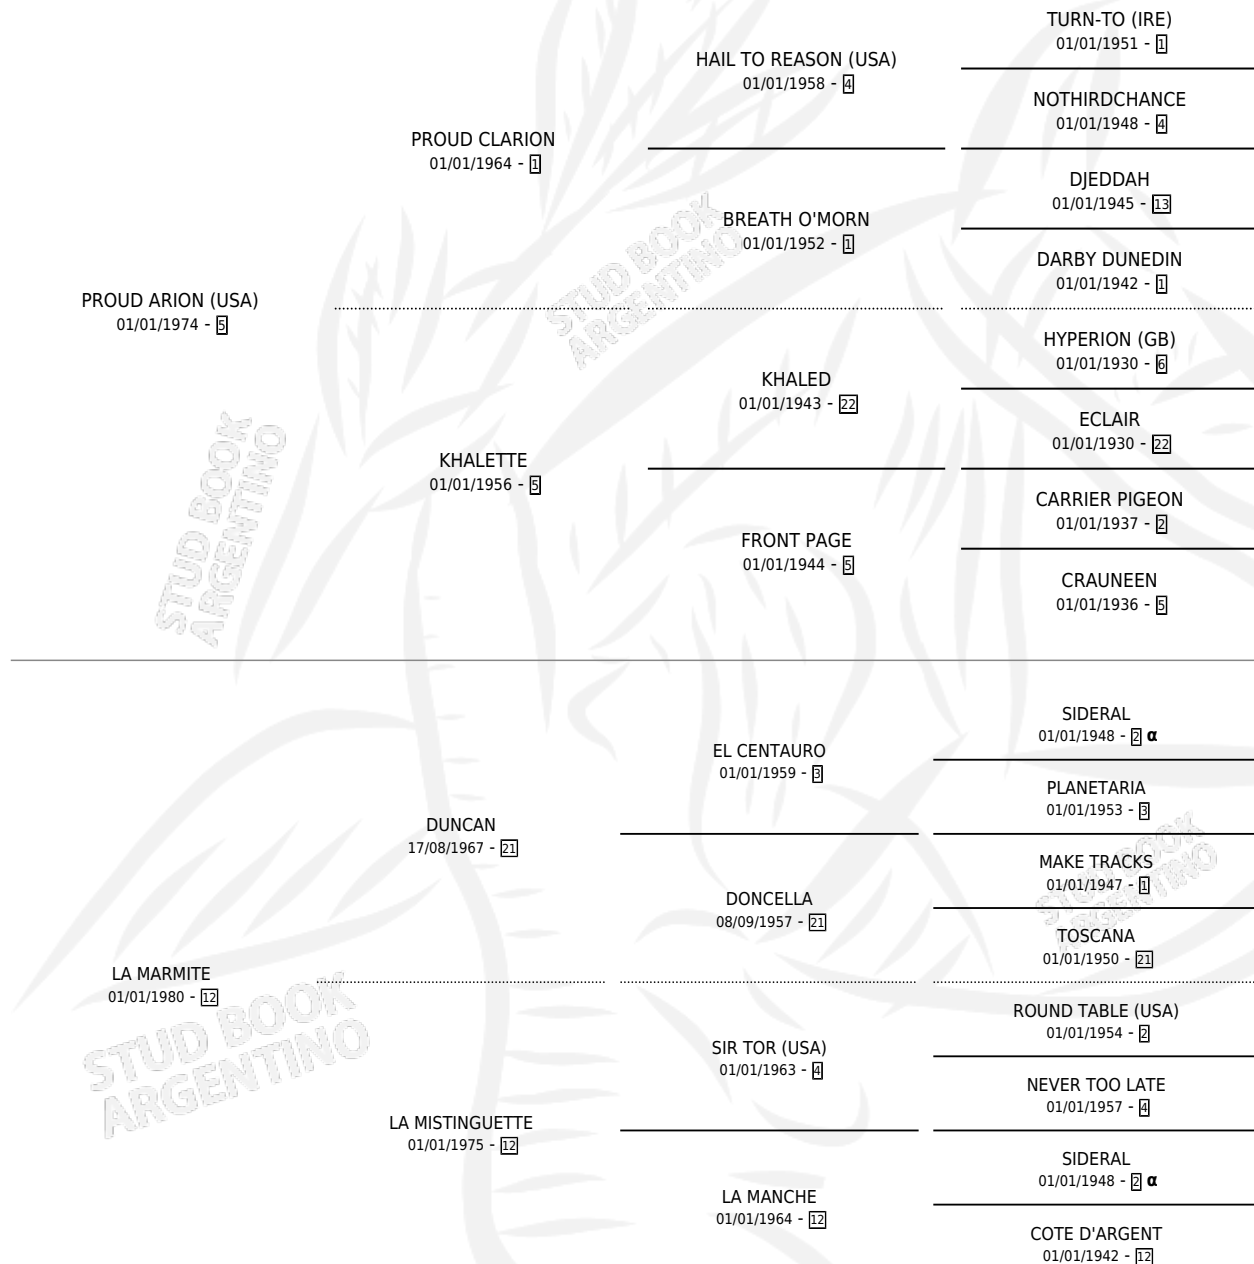 TURN-TO (IRE)
01/01/1951 - 1
HAIL TO REASON (USA)
01/01/1958 - 4
NOTHIRDCHANCE
01/01/1948 - 4
PROUD CLARION
01/01/1964 - 1
DJEDDAH
01/01/1945 - 13
BREATH O'MORN
01/01/1952 - 1
DARBY DUNEDIN
01/01/1942 - 1
PROUD ARION (USA)
01/01/1974 - 5
HYPERION (GB)
01/01/1930 - 6
KHALED
01/01/1943 - 22
ECLAIR
01/01/1930 - 22
KHALETTE
01/01/1956 - 5
CARRIER PIGEON
01/01/1937 - 2
FRONT PAGE
01/01/1944 - 5
CRAUNEEN
01/01/1936 - 5
SIDERAL
01/01/1948 - 2 α
EL CENTAURO
01/01/1959 - 3
PLANETARIA
01/01/1953 - 3
DUNCAN
17/08/1967 - 21
MAKE TRACKS
01/01/1947 - 1
DONCELLA
08/09/1957 - 21
TOSCANA
01/01/1950 - 21
LA MARMITE
01/01/1980 - 12
ROUND TABLE (USA)
01/01/1954 - 2
SIR TOR (USA)
01/01/1963 - 4
NEVER TOO LATE
01/01/1957 - 4
LA MISTINGUETTE
01/01/1975 - 12
SIDERAL
01/01/1948 - 2 α
LA MANCHE
01/01/1964 - 12
COTE D'ARGENT
01/01/1942 - 12
STUD BOOK
ARGENTINO
STUD BOOK
ARGENTINO
STUD BOOK
ARGENTINO
STUD BOOK
ARGENTINO